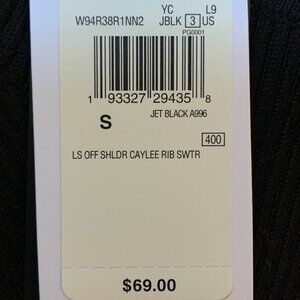 YC L9
W94R38R1NN2 JBLK 3 US
PG0001
1 93327 29435 8
S JET BLACK A996
400
LS OFF SHLDR CAYLEE RIB SWTR
$69.00